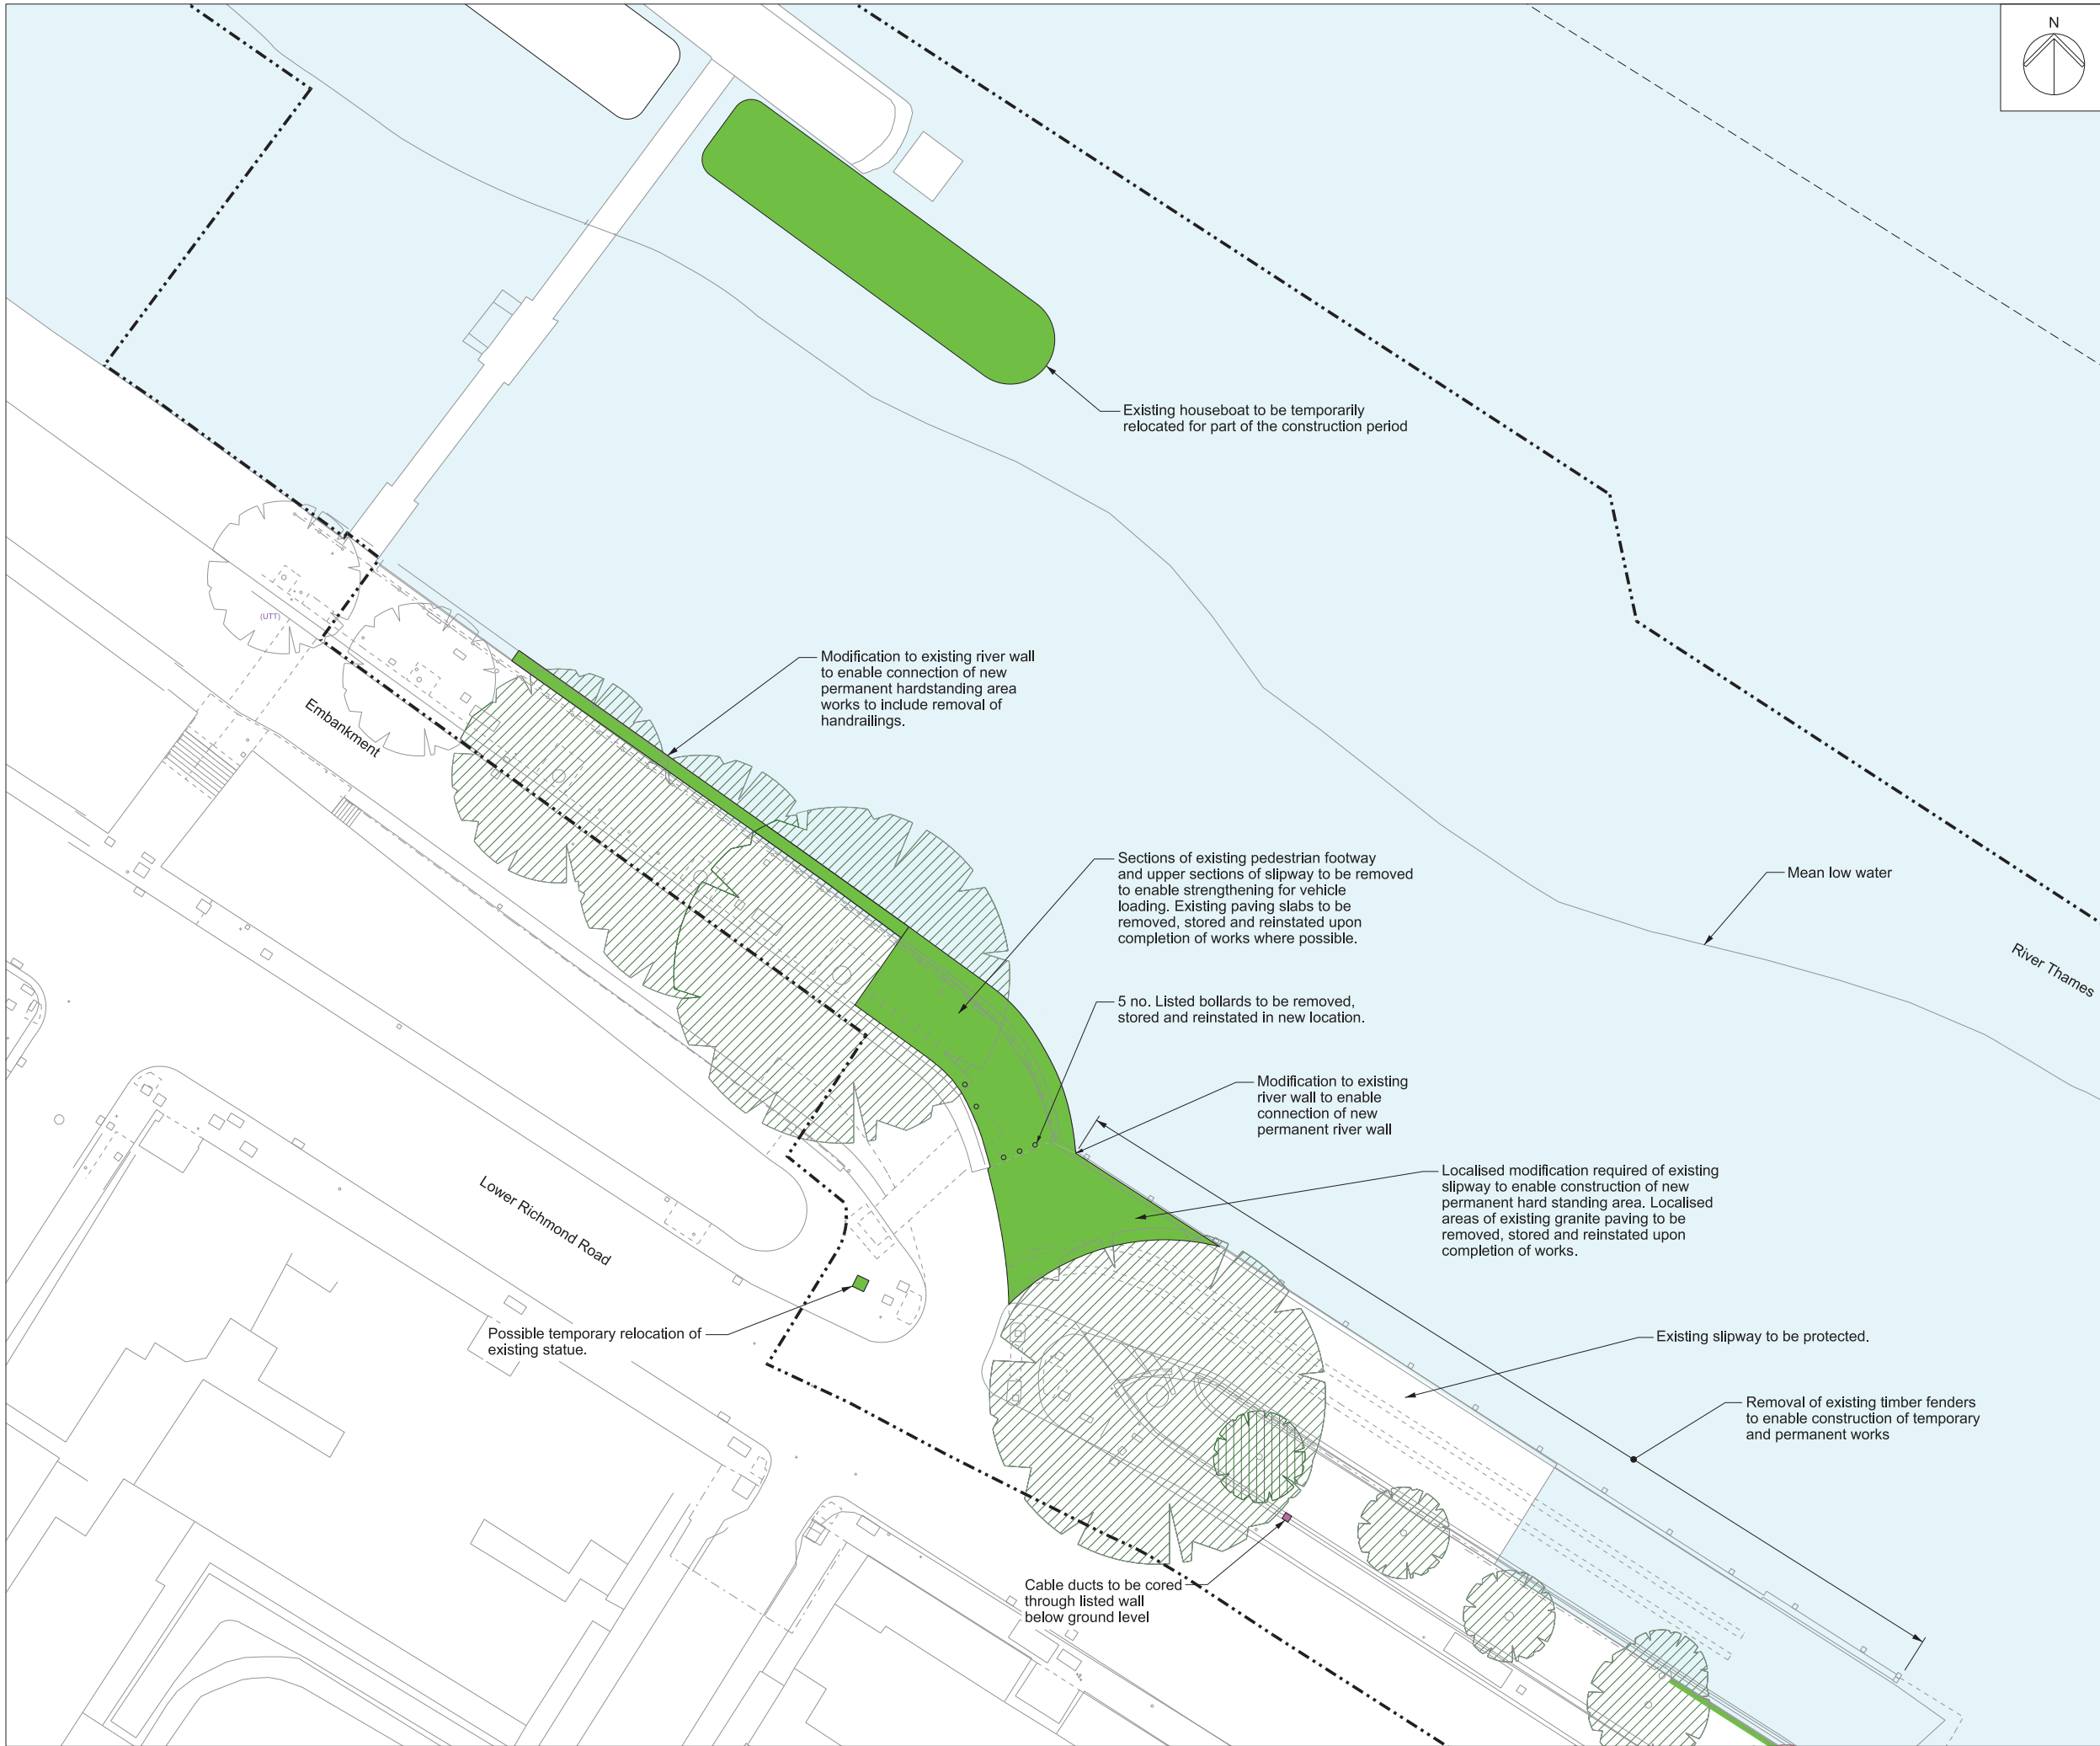 N
Existing houseboat to be temporarily
relocated for part of the construction period
(UTT)
Embankment
Modification to existing river wall
to enable connection of new
permanent hardstanding area
works to include removal of
handrailings.
Sections of existing pedestrian footway
and upper sections of slipway to be removed
to enable strengthening for vehicle
loading. Existing paving slabs to be
removed, stored and reinstated upon
completion of works where possible.
Mean low water
River Thames
5 no. Listed bollards to be removed,
stored and reinstated in new location.
Modification to existing
river wall to enable
connection of new
permanent river wall
Localised modification required of existing
slipway to enable construction of new
permanent hard standing area. Localised
areas of existing granite paving to be
removed, stored and reinstated upon
completion of works.
Lower Richmond Road
Possible temporary relocation of
existing statue.
Existing slipway to be protected.
Removal of existing timber fenders
to enable construction of temporary
and permanent works
Cable ducts to be cored
through listed wall
below ground level